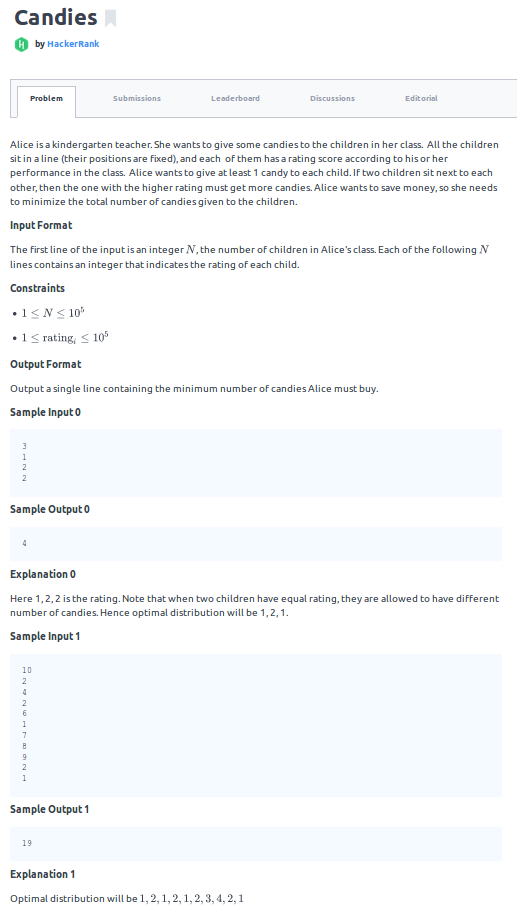 Candies
by HackerRank
Problem Submissions Leaderboard Discussions Editorial
Alice is a kindergarten teacher. She wants to give some candies to the children in her class. All the children
sit in a line (their positions are fixed), and each of them has a rating score according to his or her
performance in the class. Alice wants to give at least 1 candy to each child. If two children sit next to each
other, then the one with the higher rating must get more candies. Alice wants to save money, so she needs
to minimize the total number of candies given to the children.
Input Format
The first line of the input is an integer N, the number of children in Alice's class. Each of the following N
lines contains an integer that indicates the rating of each child.
Constraints
• 1 ≤ N ≤ 10⁵
• 1 ≤ ratingᵢ ≤ 10⁵
Output Format
Output a single line containing the minimum number of candies Alice must buy.
Sample Input 0
3
1
2
2
Sample Output 0
4
Explanation 0
Here 1, 2, 2 is the rating. Note that when two children have equal rating, they are allowed to have different
number of candies. Hence optimal distribution will be 1, 2, 1.
Sample Input 1
10
2
4
2
6
1
7
8
9
2
1
Sample Output 1
19
Explanation 1
Optimal distribution will be 1, 2, 1, 2, 1, 2, 3, 4, 2, 1